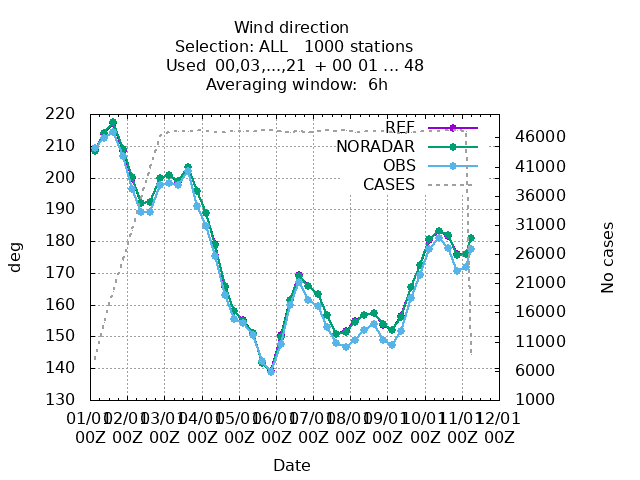 Wind direction
Selection: ALL   1000 stations
Used  00,03,...,21  + 00 01 ... 48
Averaging window:  6h
REF
NORADAR
OBS
CASES
220
210
200
190
180
170
160
150
140
130
deg
46000
41000
36000
31000
26000
21000
16000
11000
6000
1000
No cases
01/01 02/01 03/01 04/01 05/01 06/01 07/01 08/01 09/01 10/01 11/01 12/01
00Z 00Z 00Z 00Z 00Z 00Z 00Z 00Z 00Z 00Z 00Z 00Z
Date